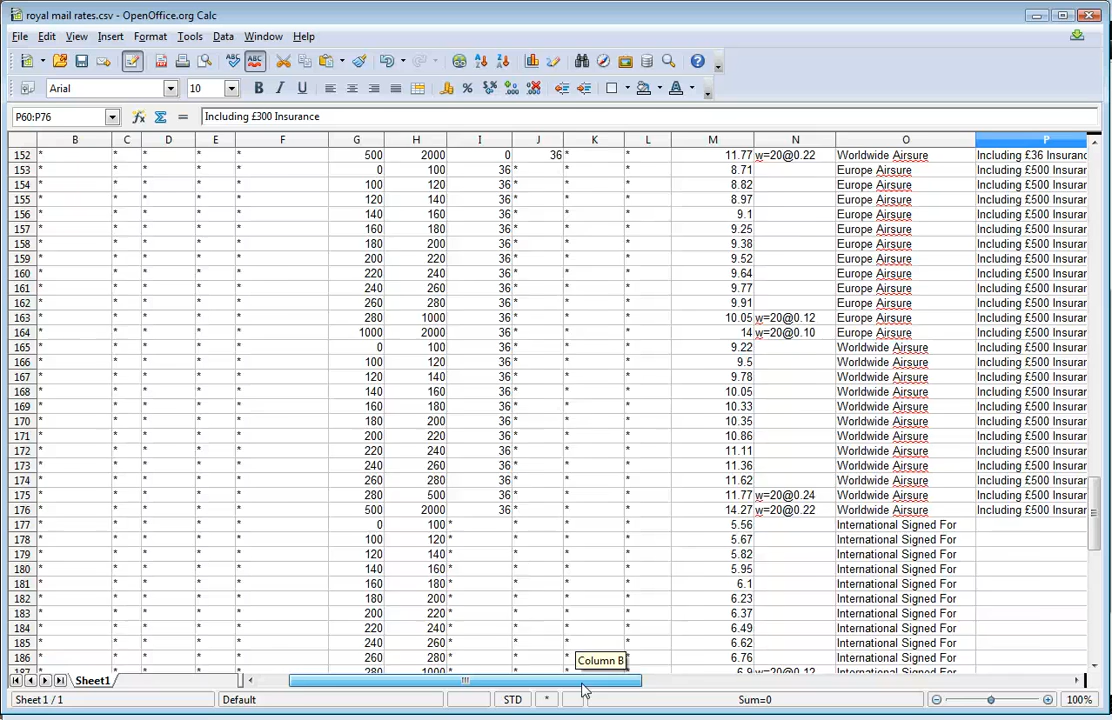 royal mail rates.csv - OpenOffice.org Calc
File Edit View Insert Format Tools Data Window Help
Arial 10
P60:P76 Including £300 Insurance
B C D E F G H I J K L M N O P
152 * * * * * 500 2000 0 36 * * 11.77 w=20@0.22 Worldwide Airsure Including £36 Insuranc
153 * * * * * 0 100 36 * * * 8.71 Europe Airsure Including £500 Insurar
154 * * * * * 100 120 36 * * * 8.82 Europe Airsure Including £500 Insurar
155 * * * * * 120 140 36 * * * 8.97 Europe Airsure Including £500 Insurar
156 * * * * * 140 160 36 * * * 9.1 Europe Airsure Including £500 Insurar
157 * * * * * 160 180 36 * * * 9.25 Europe Airsure Including £500 Insurar
158 * * * * * 180 200 36 * * * 9.38 Europe Airsure Including £500 Insurar
159 * * * * * 200 220 36 * * * 9.52 Europe Airsure Including £500 Insurar
160 * * * * * 220 240 36 * * * 9.64 Europe Airsure Including £500 Insurar
161 * * * * * 240 260 36 * * * 9.77 Europe Airsure Including £500 Insurar
162 * * * * * 260 280 36 * * * 9.91 Europe Airsure Including £500 Insurar
163 * * * * * 280 1000 36 * * * 10.05 w=20@0.12 Europe Airsure Including £500 Insurar
164 * * * * * 1000 2000 36 * * * 14 w=20@0.10 Europe Airsure Including £500 Insurar
165 * * * * * 0 100 36 * * * 9.22 Worldwide Airsure Including £500 Insurar
166 * * * * * 100 120 36 * * * 9.5 Worldwide Airsure Including £500 Insurar
167 * * * * * 120 140 36 * * * 9.78 Worldwide Airsure Including £500 Insurar
168 * * * * * 140 160 36 * * * 10.05 Worldwide Airsure Including £500 Insurar
169 * * * * * 160 180 36 * * * 10.33 Worldwide Airsure Including £500 Insurar
170 * * * * * 180 200 36 * * * 10.35 Worldwide Airsure Including £500 Insurar
171 * * * * * 200 220 36 * * * 10.86 Worldwide Airsure Including £500 Insurar
172 * * * * * 220 240 36 * * * 11.11 Worldwide Airsure Including £500 Insurar
173 * * * * * 240 260 36 * * * 11.36 Worldwide Airsure Including £500 Insurar
174 * * * * * 260 280 36 * * * 11.62 Worldwide Airsure Including £500 Insurar
175 * * * * * 280 500 36 * * * 11.77 w=20@0.24 Worldwide Airsure Including £500 Insurar
176 * * * * * 500 2000 36 * * * 14.27 w=20@0.22 Worldwide Airsure Including £500 Insurar
177 * * * * * 0 100 * * * * 5.56 International Signed For
178 * * * * * 100 120 * * * * 5.67 International Signed For
179 * * * * * 120 140 * * * * 5.82 International Signed For
180 * * * * * 140 160 * * * * 5.95 International Signed For
181 * * * * * 160 180 * * * * 6.1 International Signed For
182 * * * * * 180 200 * * * * 6.23 International Signed For
183 * * * * * 200 220 * * * * 6.37 International Signed For
184 * * * * * 220 240 * * * * 6.49 International Signed For
185 * * * * * 240 260 * * * * 6.62 International Signed For
186 * * * * * 260 280 * * * * 6.76 International Signed For
187 * * * * * 280 1000 * * * * 6.9 w=20@0.12 International Signed For
Column B
Sheet1
Sheet 1 / 1 Default STD * Sum=0 100%